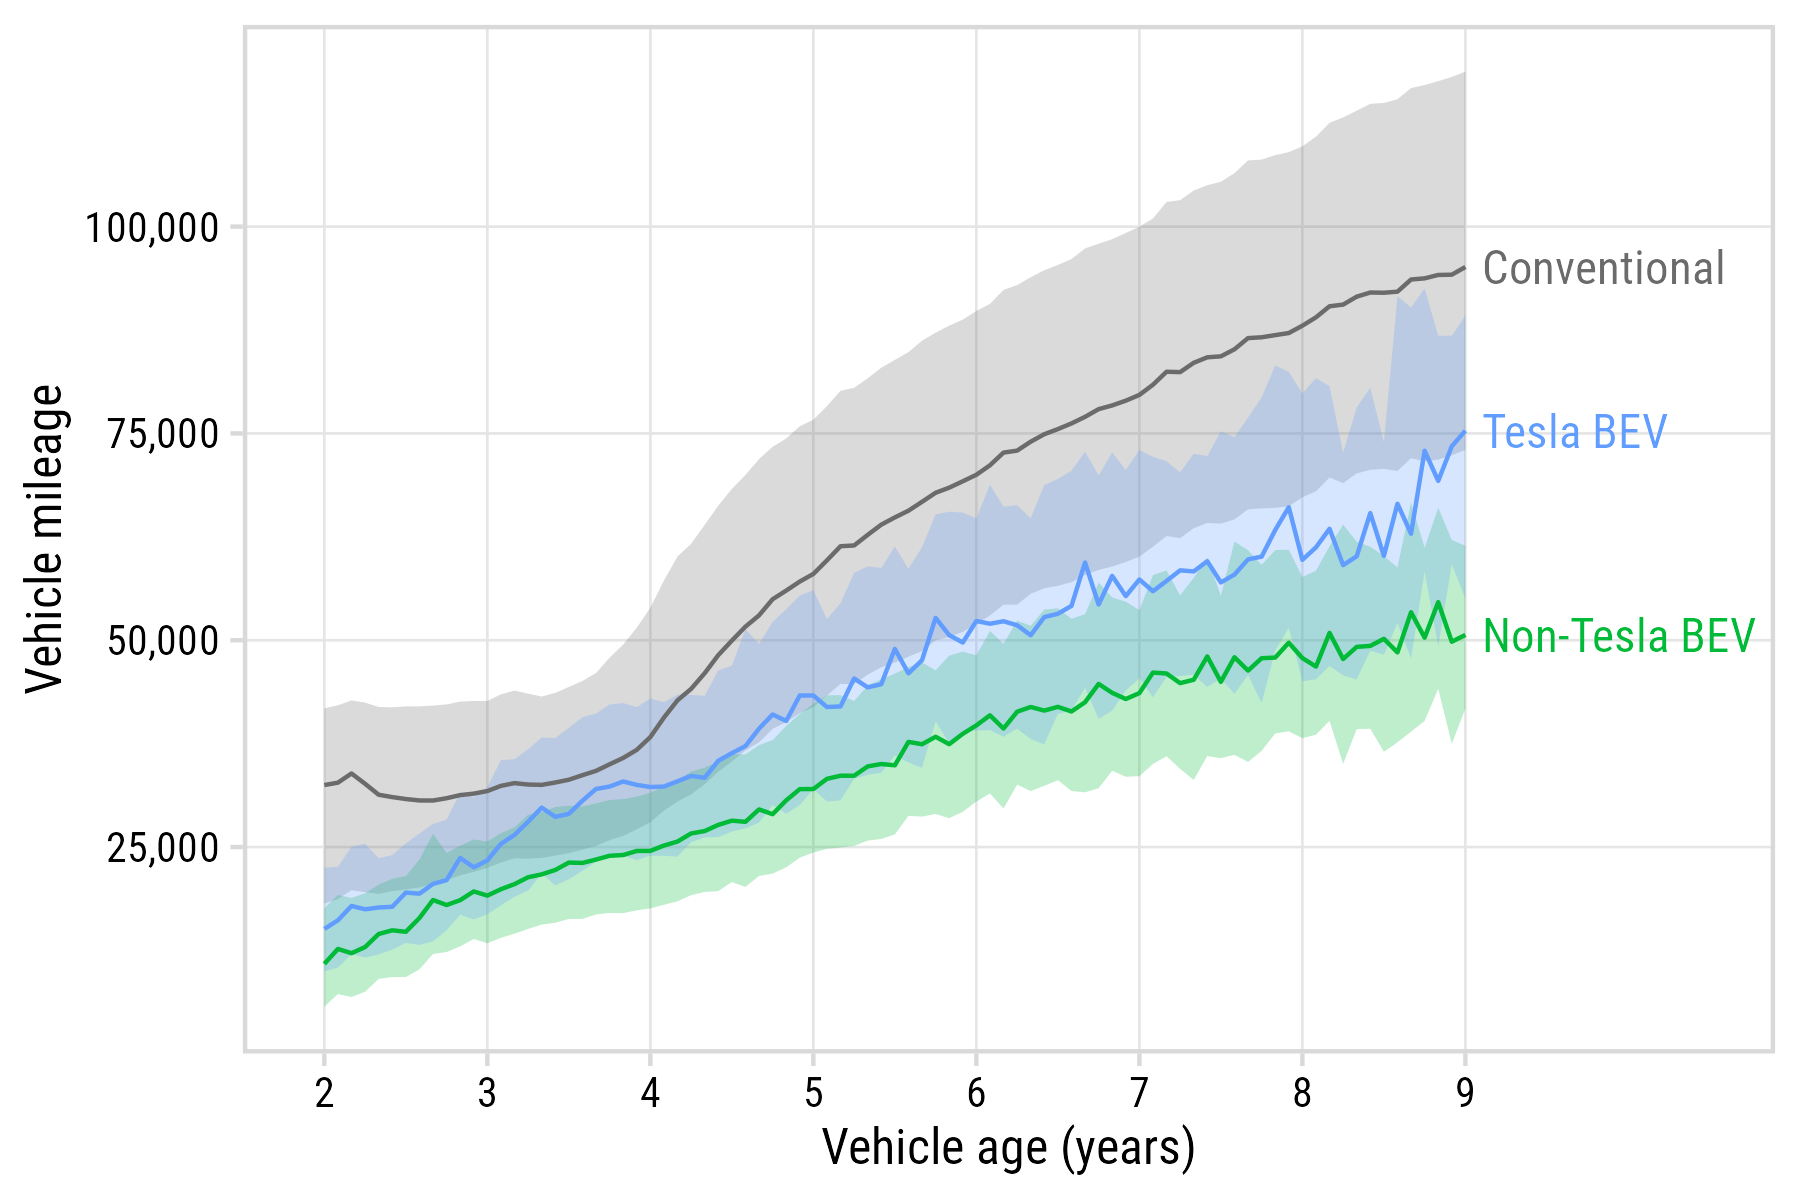 100,000
75,000
50,000
25,000
Vehicle mileage
Conventional
Tesla BEV
Non-Tesla BEV
2 3 4 5 6 7 8 9
Vehicle age (years)